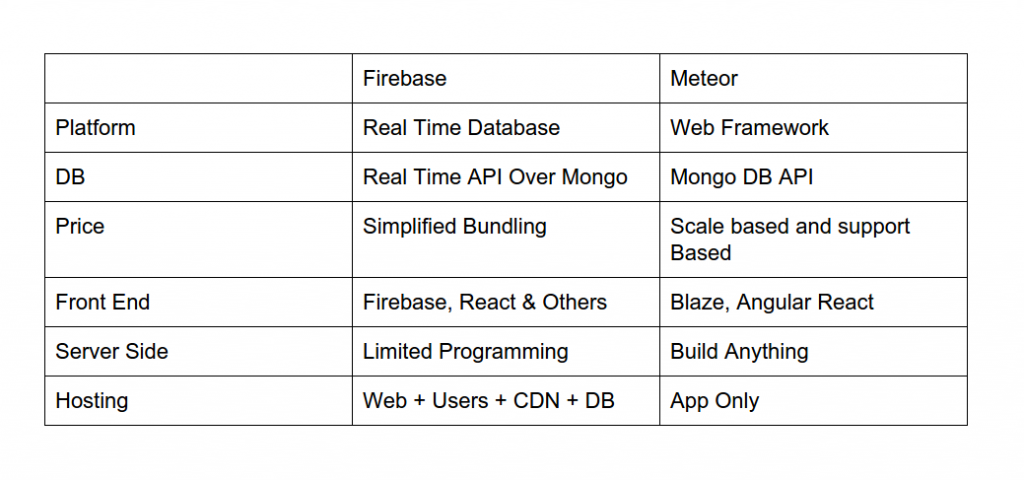 Firebase Meteor
Platform Real Time Database Web Framework
DB Real Time API Over Mongo Mongo DB API
Price Simplified Bundling Scale based and support
Based
Front End Firebase, React & Others Blaze, Angular React
Server Side Limited Programming Build Anything
Hosting Web + Users + CDN + DB App Only